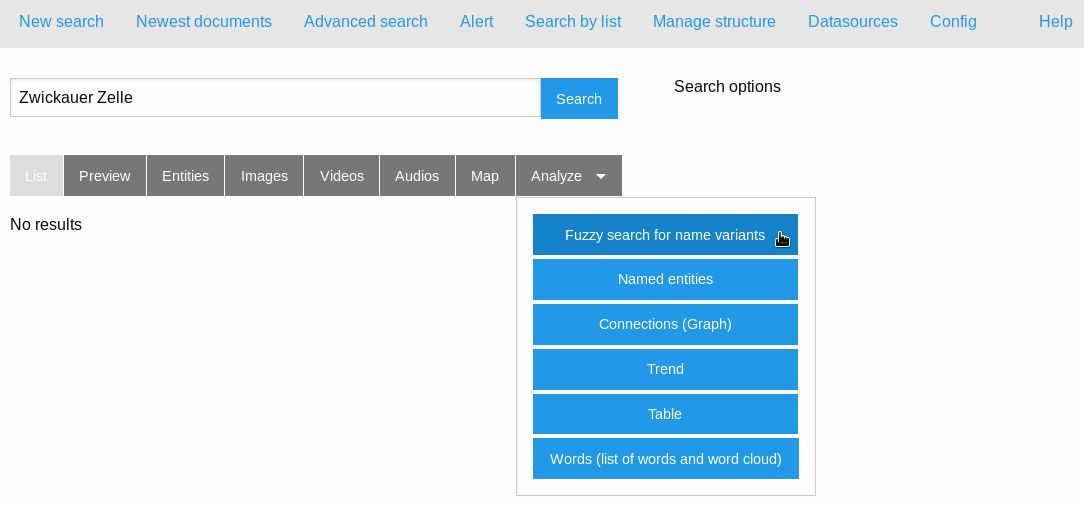 New search Newest documents Advanced search Alert Search by list Manage structure Datasources Config Help
Zwickauer Zelle Search Search options
List Preview Entities Images Videos Audios Map Analyze
No results
Fuzzy search for name variants
Named entities
Connections (Graph)
Trend
Table
Words (list of words and word cloud)